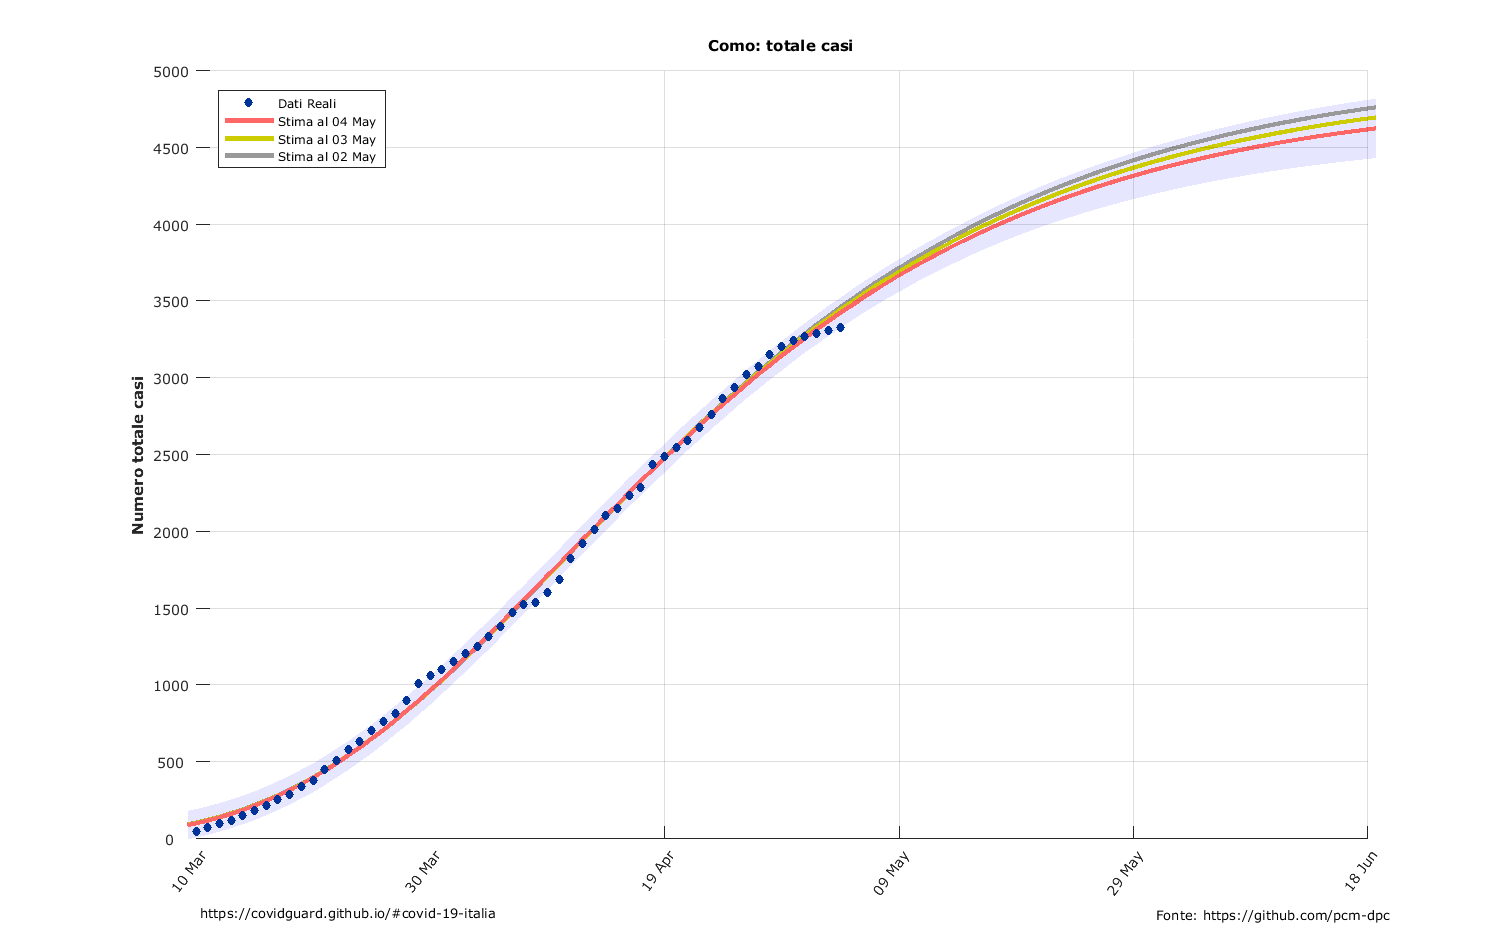 Como: totale casi
5000
4500
4000
3500
3000
2500
2000
1500
1000
500
0
Numero totale casi
Dati Reali
Stima al 04 May
Stima al 03 May
Stima al 02 May
10 Mar
30 Mar
19 Apr
09 May
29 May
18 Jun
https://covidguard.github.io/#covid-19-italia
Fonte: https://github.com/pcm-dpc